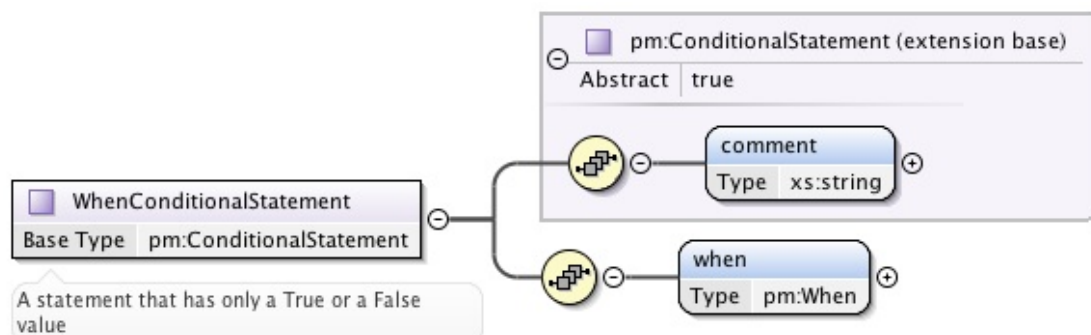 pm:ConditionalStatement (extension base)
Abstract true
comment
Type xs:string
WhenConditionalStatement
Base Type pm:ConditionalStatement
when
Type pm:When
A statement that has only a True or a False
value